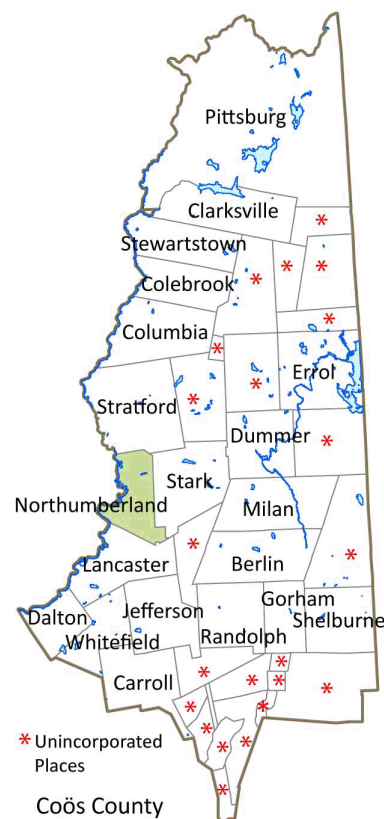 Pittsburg
Clarksville
Stewartstown
Colebrook
Columbia
Errol
Stratford
Dummer
Stark
Northumberland
Milan
Lancaster
Berlin
Gorham
Dalton
Jefferson
Shelburne
Whitefield
Randolph
Carroll
* Unincorporated
Places
Coös County